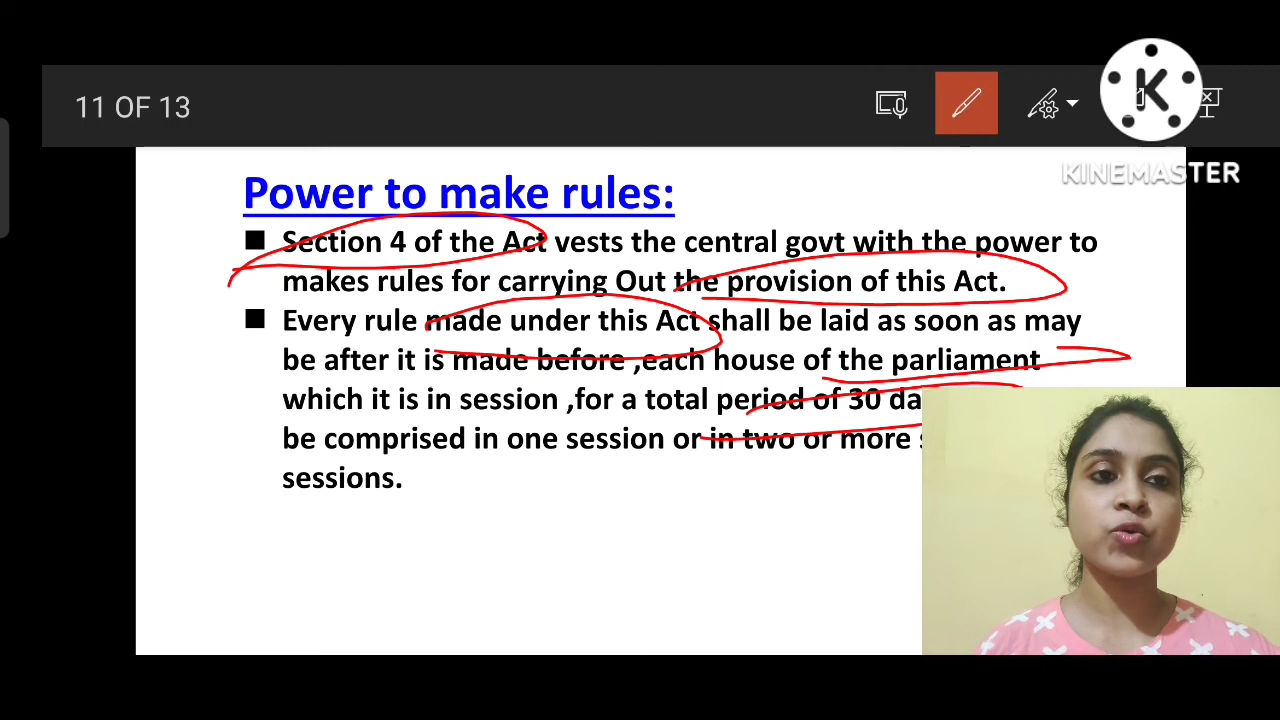 11 OF 13
K
KINEMASTER
Power to make rules:
Section 4 of the Act vests the central govt with the power to
makes rules for carrying Out the provision of this Act.
Every rule made under this Act shall be laid as soon as may
be after it is made before ,each house of the parliament
which it is in session ,for a total period of 30
be comprised in one session or in two or more
sessions.